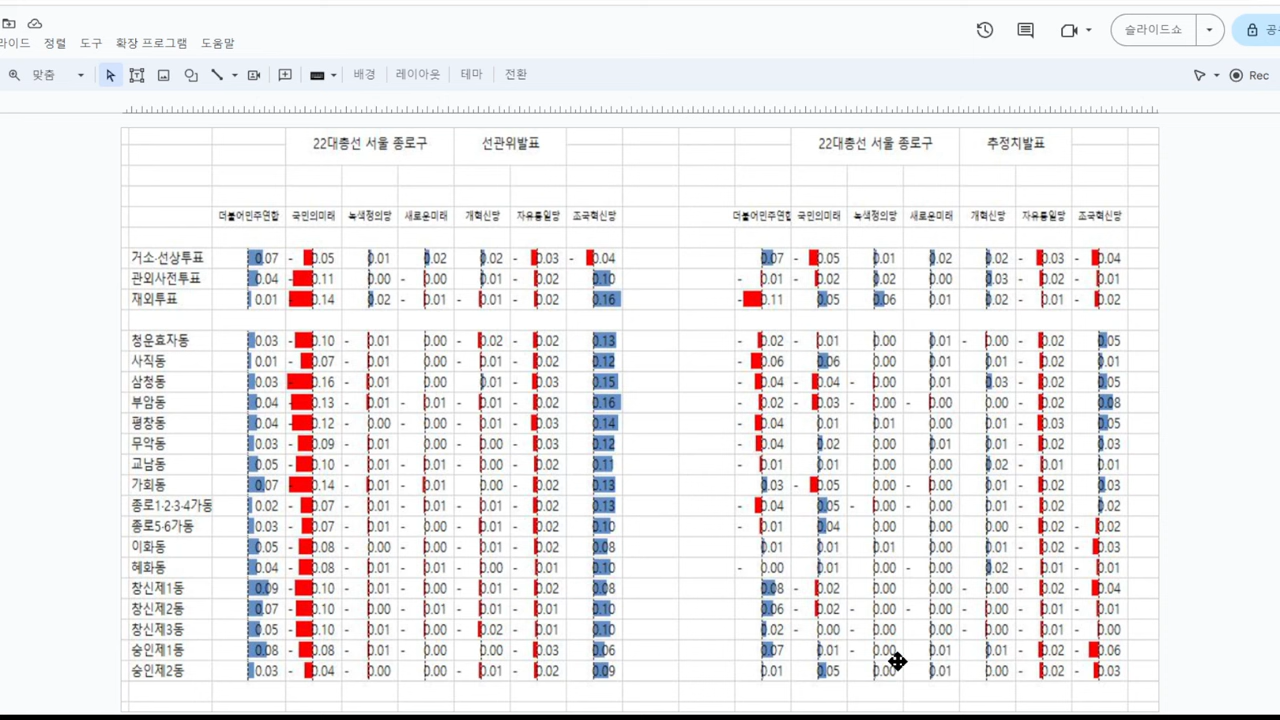 라이드 정렬 도구 확장 프로그램 도움말
슬라이드쇼
맞춤 배경 레이아웃 테마 전환 Rec
22대총선 서울 종로구 선관위발표 22대총선 서울 종로구 추정치발표
더불어민주연합 국민의미래 녹색정의당 새로운미래 개혁신당 자유통일당 조국혁신당 더불어민주연합 국민의미래 녹색정의당 새로운미래 개혁신당 자유통일당 조국혁신당
거소·선상투표 0.07 - 0.05 0.01 0.02 0.02 - 0.03 - 0.04 0.07 - 0.05 0.01 0.02 0.02 - 0.03 - 0.04
관외사전투표 0.04 - 0.11 0.00 - 0.00 0.01 - 0.02 0.10 - 0.01 - 0.02 0.02 0.01 0.03 - 0.02 - 0.01
재외투표 0.01 - 0.14 0.02 - 0.01 - 0.01 - 0.02 0.16 - 0.11 0.05 0.06 0.01 0.02 - 0.01 - 0.02
청운효자동 0.03 - 0.10 - 0.01 0.00 - 0.02 - 0.02 0.13 - 0.02 - 0.01 0.00 0.01 - 0.00 - 0.02 0.05
사직동 0.01 - 0.07 - 0.01 0.00 0.01 - 0.02 0.12 - 0.06 0.06 0.00 0.01 0.01 - 0.02 0.01
삼청동 0.03 - 0.16 - 0.01 0.00 0.01 - 0.03 0.15 - 0.04 - 0.04 - 0.00 0.01 0.03 - 0.02 0.05
부암동 0.04 - 0.13 - 0.01 - 0.00 - 0.01 - 0.02 0.16 - 0.02 - 0.03 - 0.00 - 0.00 0.00 - 0.02 0.08
평창동 0.04 - 0.12 - 0.00 - 0.00 - 0.01 - 0.03 0.14 - 0.04 0.01 0.01 0.00 0.01 - 0.03 0.05
무악동 0.03 - 0.09 - 0.01 0.00 - 0.00 - 0.03 0.12 - 0.04 0.02 0.00 0.01 0.01 - 0.02 0.03
교남동 0.05 - 0.10 - 0.01 - 0.01 - 0.00 - 0.02 0.11 - 0.01 0.01 0.00 0.01 0.02 - 0.01 0.01
가회동 0.07 - 0.14 - 0.01 - 0.01 - 0.00 - 0.02 0.13 0.03 - 0.05 - 0.00 - 0.00 0.01 - 0.02 0.03
종로1·2·3·4가동 0.02 - 0.07 - 0.01 - 0.00 - 0.01 - 0.02 0.13 - 0.04 0.05 - 0.00 - 0.00 0.01 - 0.02 0.02
종로5·6가동 0.03 - 0.07 - 0.00 - 0.00 - 0.01 - 0.02 0.10 - 0.01 0.04 0.00 0.00 0.00 - 0.02 - 0.02
이화동 0.05 - 0.08 - 0.00 0.00 - 0.01 - 0.02 0.08 0.01 0.01 0.01 0.00 0.01 - 0.02 - 0.03
혜화동 0.04 - 0.08 - 0.01 - 0.00 - 0.00 - 0.02 0.10 - 0.00 0.01 0.00 - 0.00 0.02 - 0.01 0.01
창신제1동 0.09 - 0.10 - 0.01 0.00 - 0.01 - 0.02 0.08 0.08 - 0.02 0.00 0.00 - 0.00 - 0.02 - 0.04
창신제2동 0.07 - 0.10 - 0.00 - 0.00 - 0.01 - 0.01 0.10 0.06 - 0.02 - 0.00 - 0.00 - 0.00 - 0.01 - 0.01
창신제3동 0.05 - 0.10 - 0.01 - 0.00 - 0.02 - 0.01 0.10 0.02 - 0.00 - 0.00 0.00 - 0.00 - 0.01 - 0.00
숭인제1동 0.08 - 0.08 - 0.01 0.00 - 0.00 - 0.03 0.06 0.07 0.01 - 0.00 0.01 0.01 - 0.02 - 0.06
숭인제2동 0.03 - 0.04 - 0.00 0.00 - 0.01 - 0.02 0.09 0.01 0.05 0.00 0.01 0.00 - 0.02 - 0.03